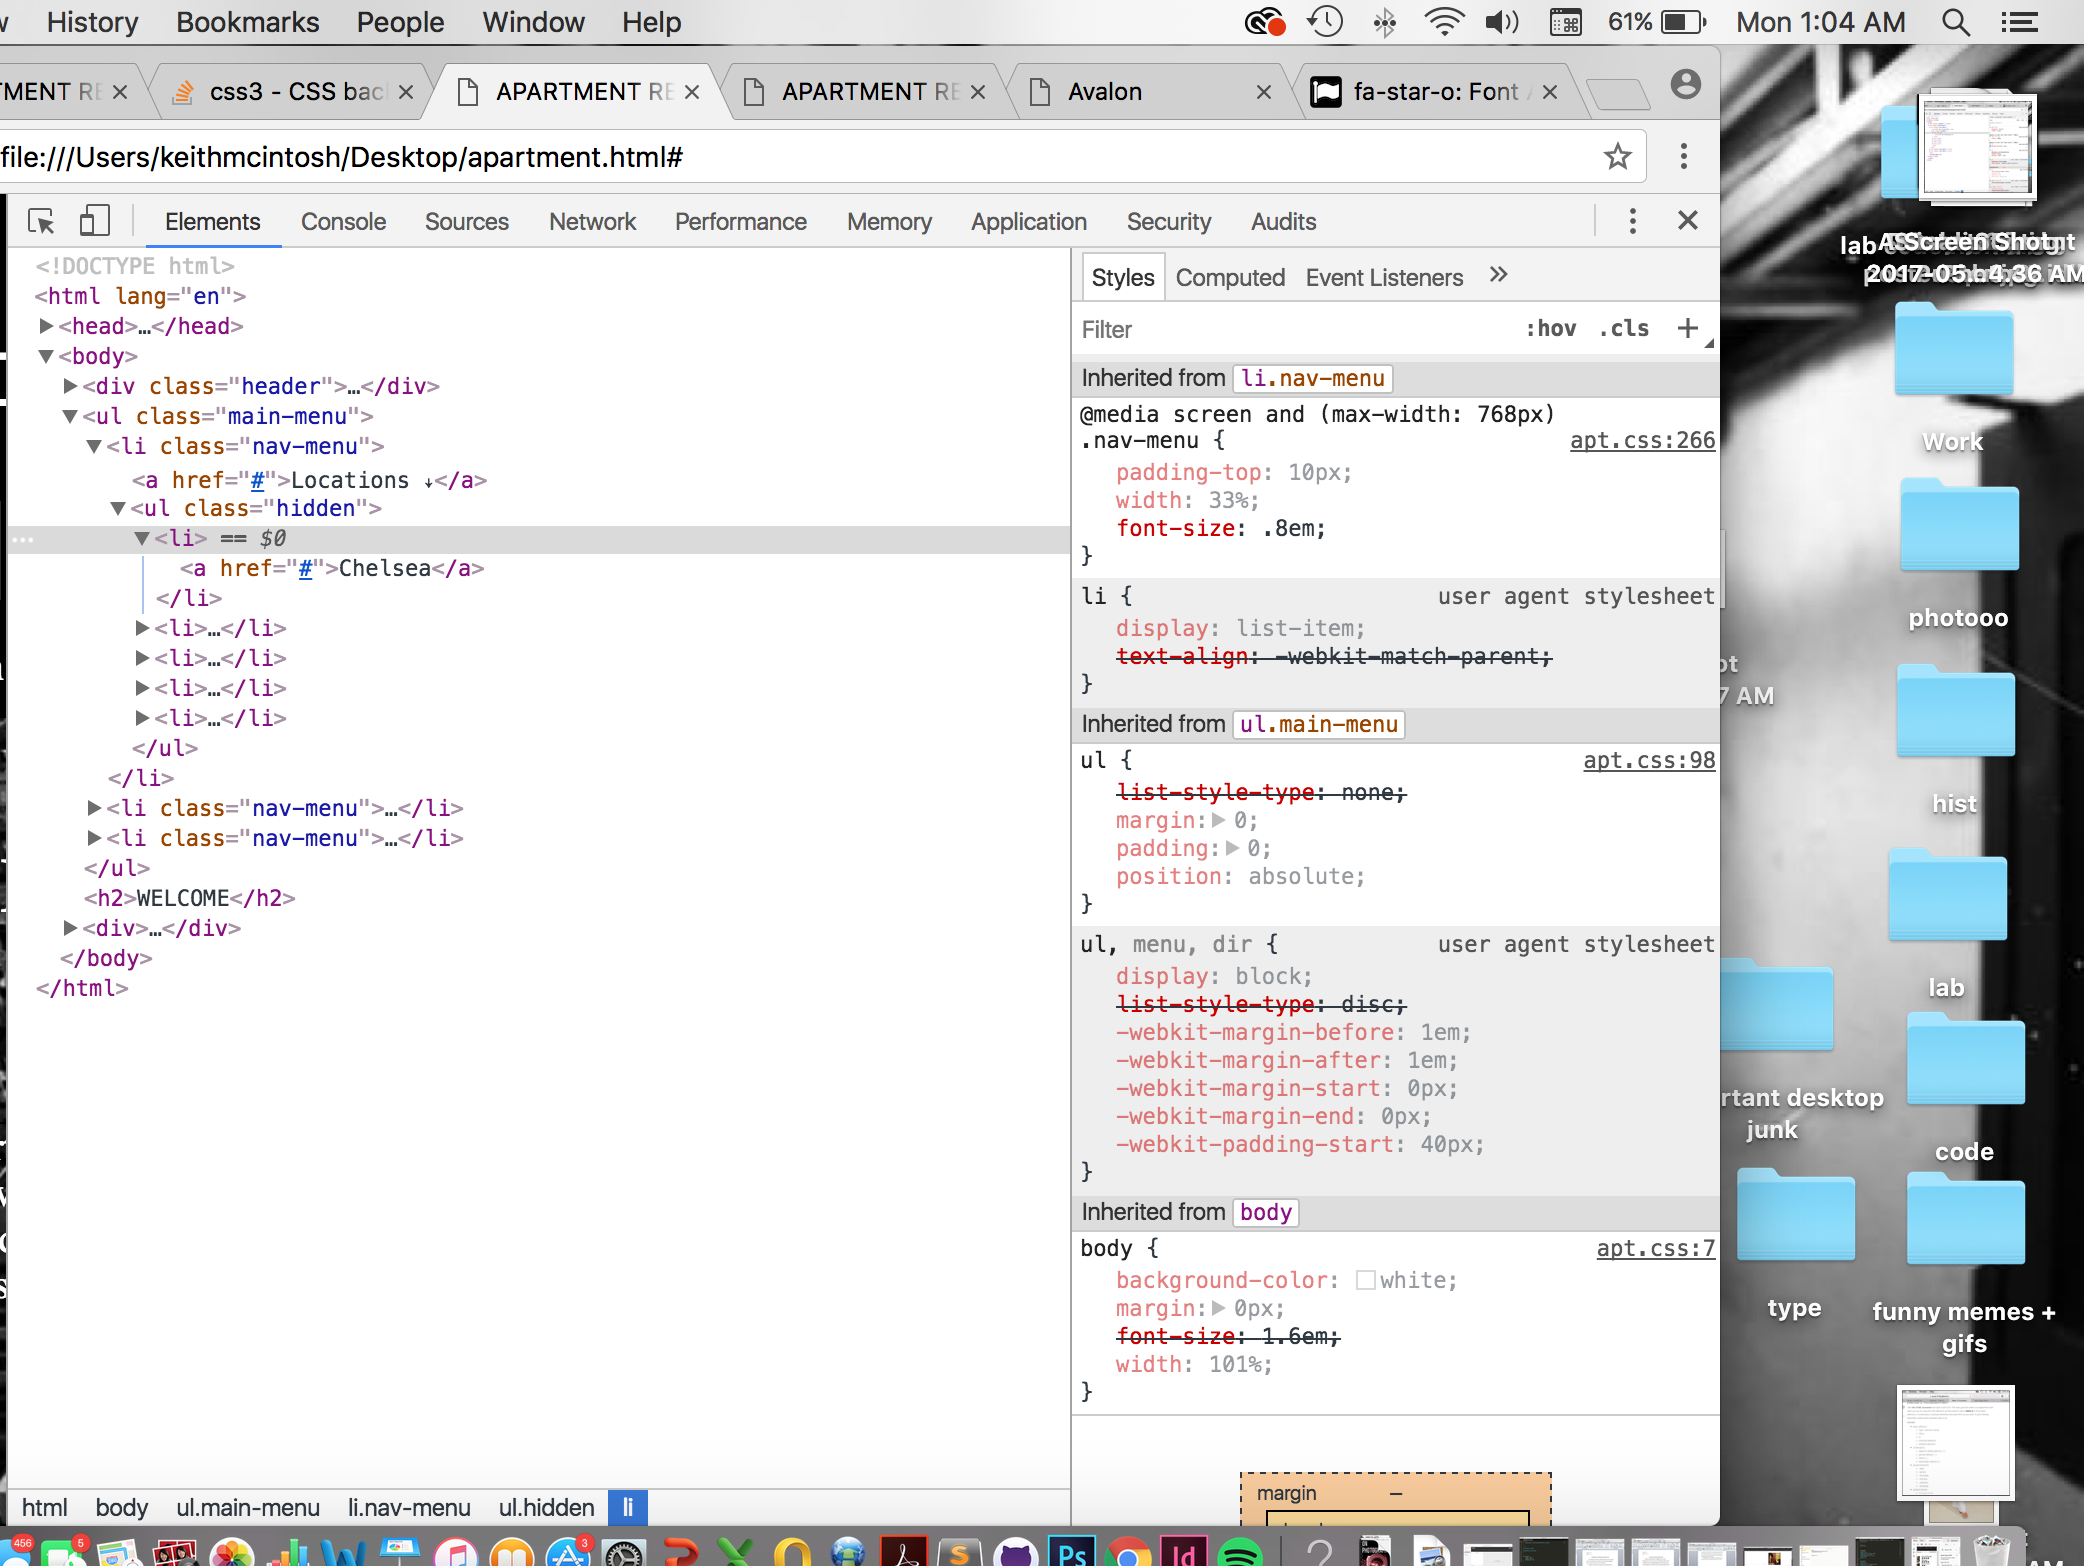 History Bookmarks People Window Help 61% Mon 1:04 AM
css3 - CSS bac APARTMENT RE APARTMENT RE Avalon fa-star-o: Font
file:///Users/keithmcintosh/Desktop/apartment.html#
Elements Console Sources Network Performance Memory Application Security Audits
<!DOCTYPE html>
<html lang="en">
<head>…</head>
<body>
<div class="header">…</div>
<ul class="main-menu">
<li class="nav-menu">
<a href="#">Locations ↓</a>
<ul class="hidden">
… <li> == $0
<a href="#">Chelsea</a>
</li>
<li>…</li>
<li>…</li>
<li>…</li>
<li>…</li>
</ul>
</li>
<li class="nav-menu">…</li>
<li class="nav-menu">…</li>
</ul>
<h2>WELCOME</h2>
<div>…</div>
</body>
</html>
html body ul.main-menu li.nav-menu ul.hidden li
Styles Computed Event Listeners »
Filter :hov .cls +
Inherited from li.nav-menu
@media screen and (max-width: 768px)
.nav-menu { apt.css:266
padding-top: 10px;
width: 33%;
font-size: .8em;
}
li { user agent stylesheet
display: list-item;
text-align: -webkit-match-parent;
}
Inherited from ul.main-menu
ul { apt.css:98
list-style-type: none;
margin: 0;
padding: 0;
position: absolute;
}
ul, menu, dir { user agent stylesheet
display: block;
list-style-type: disc;
-webkit-margin-before: 1em;
-webkit-margin-after: 1em;
-webkit-margin-start: 0px;
-webkit-margin-end: 0px;
-webkit-padding-start: 40px;
}
Inherited from body
body { apt.css:7
background-color: white;
margin: 0px;
font-size: 1.6em;
width: 101%;
}
margin –
lab Screen Shot
2017-05 4.36 AM
Work
photooo
7 AM
hist
lab
desktop
junk
code
type
funny memes +
gifs
456 5 3
Ps Id